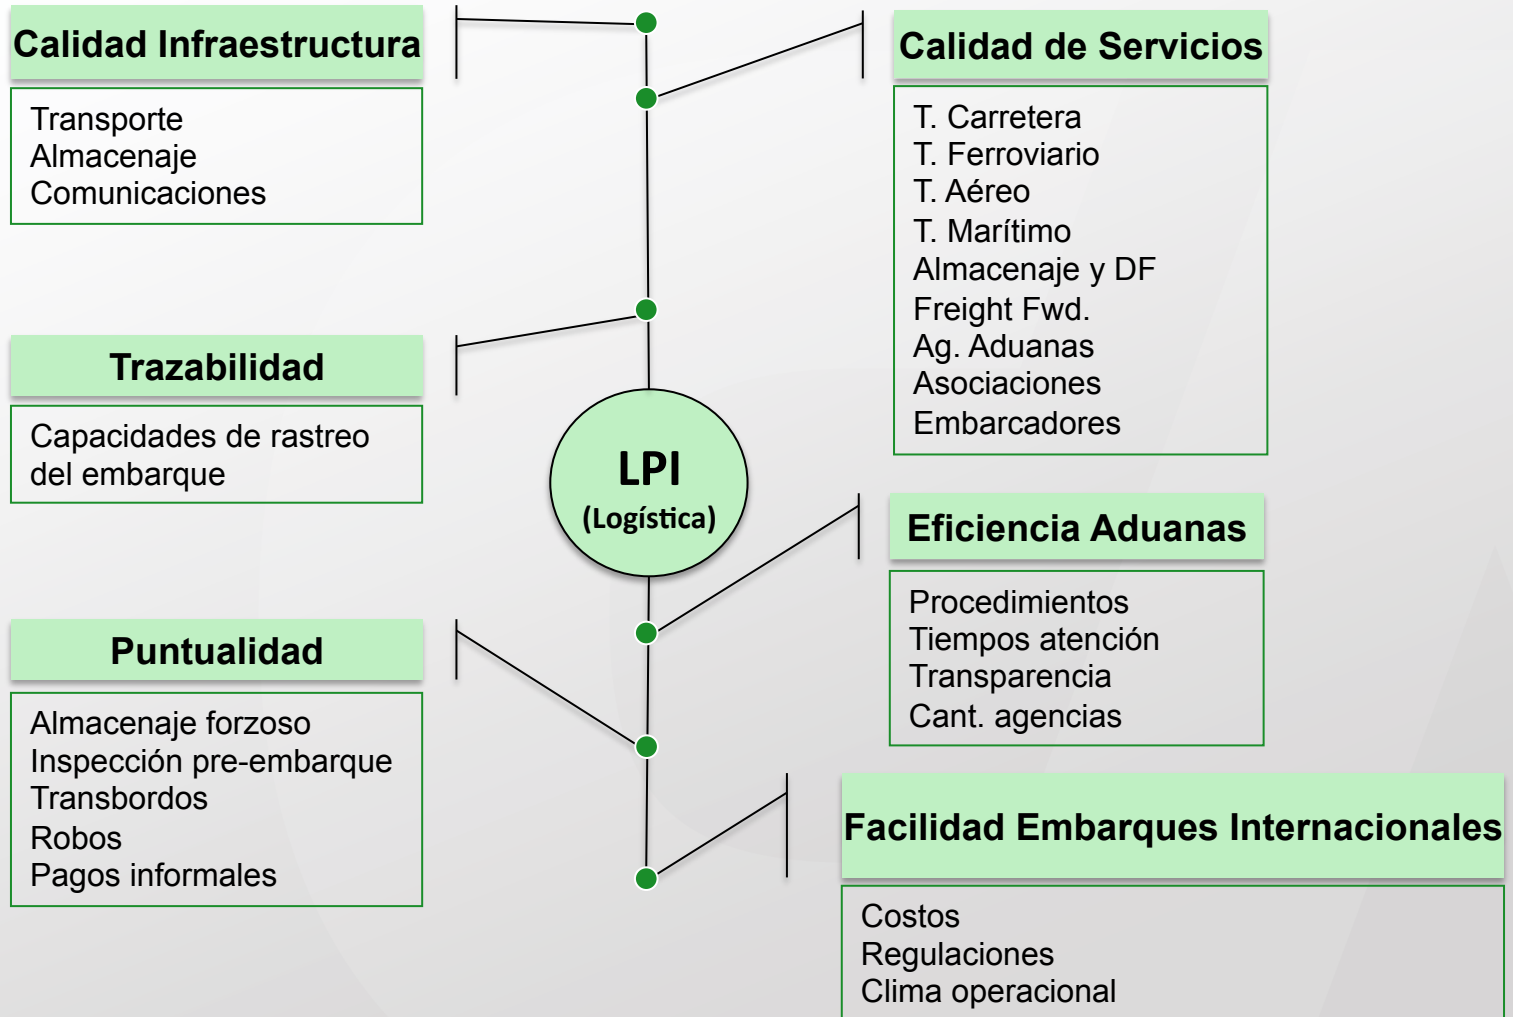 Calidad Infraestructura
Transporte
Almacenaje
Comunicaciones
Calidad de Servicios
T. Carretera
T. Ferroviario
T. Aéreo
T. Marítimo
Almacenaje y DF
Freight Fwd.
Ag. Aduanas
Asociaciones
Embarcadores
Trazabilidad
Capacidades de rastreo
del embarque
LPI
(Logística)
Eficiencia Aduanas
Procedimientos
Tiempos atención
Transparencia
Cant. agencias
Puntualidad
Almacenaje forzoso
Inspección pre-embarque
Transbordos
Robos
Pagos informales
Facilidad Embarques Internacionales
Costos
Regulaciones
Clima operacional